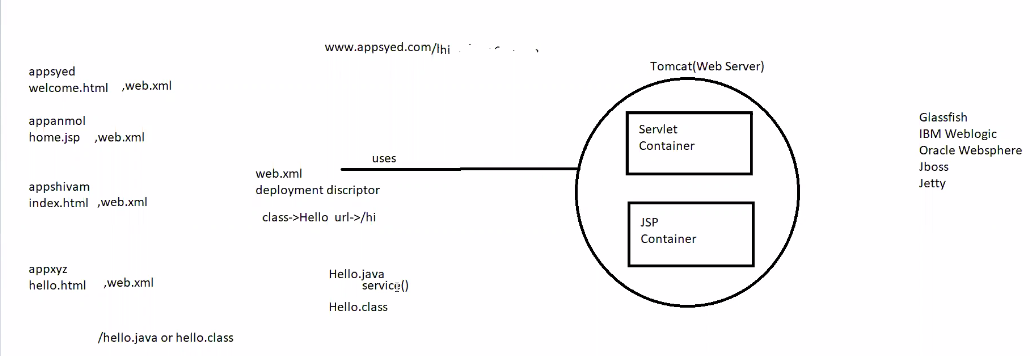 www.appsyed.com/lhi
Tomcat(Web Server)
appsyed
welcome.html ,web.xml
appanmol
home.jsp ,web.xml
appshivam
index.html ,web.xml
appxyz
hello.html ,web.xml
/hello.java or hello.class
uses
web.xml
deployment discriptor
class->Hello url->/hi
Hello.java
service()
Hello.class
Servlet
Container
JSP
Container
Glassfish
IBM Weblogic
Oracle Websphere
Jboss
Jetty